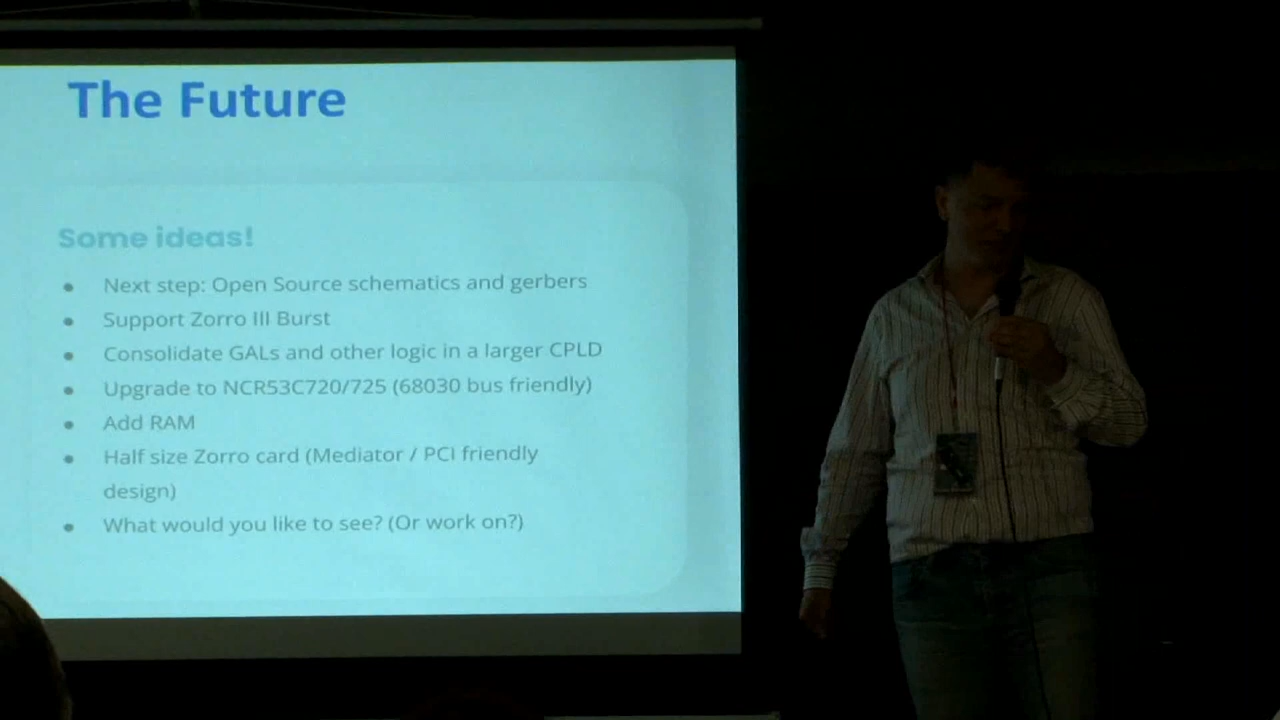 The Future
Some ideas!
● Next step: Open Source schematics and gerbers
● Support Zorro III Burst
● Consolidate GALs and other logic in a larger CPLD
● Upgrade to NCR53C720/725 (68030 bus friendly)
● Add RAM
● Half size Zorro card (Mediator / PCI friendly
design)
● What would you like to see? (Or work on?)